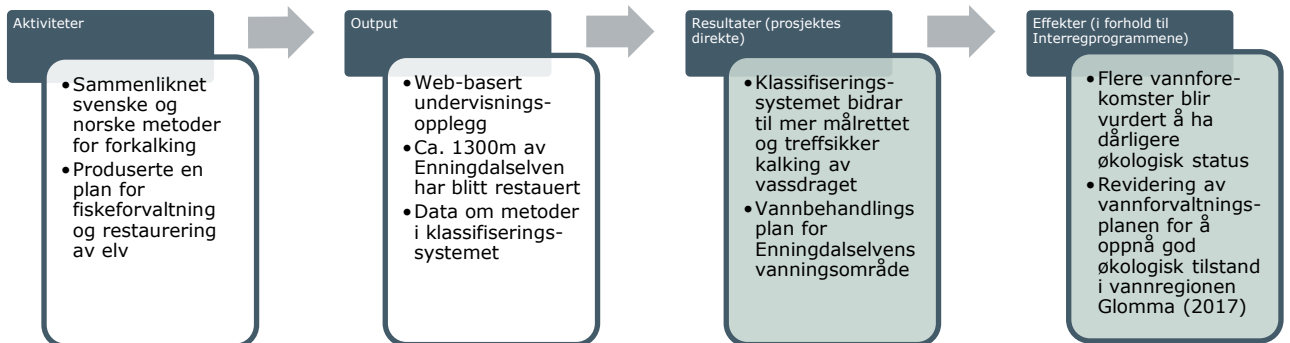 Aktiviteter
•Sammenliknet
svenske og
norske metoder
for forkalking
•Produserte en
plan for
fiskeforvaltning
og restaurering
av elv
Output
•Web-basert
undervisnings-
opplegg
•Ca. 1300m av
Enningdalselven
har blitt restauert
•Data om metoder
i klassifiserings-
systemet
Resultater (prosjektes
direkte)
•Klassifiserings-
systemet bidrar
til mer målrettet
og treffsikker
kalking av
vassdraget
•Vannbehandlings
plan for
Enningdalselvens
vanningsområde
Effekter (i forhold til
Interregprogrammene)
•Flere vannfore-
komster blir
vurdert å ha
dårligere
økologisk status
•Revidering av
vannforvaltnings-
planen for å
oppnå god
økologisk tilstand
i vannregionen
Glomma (2017)